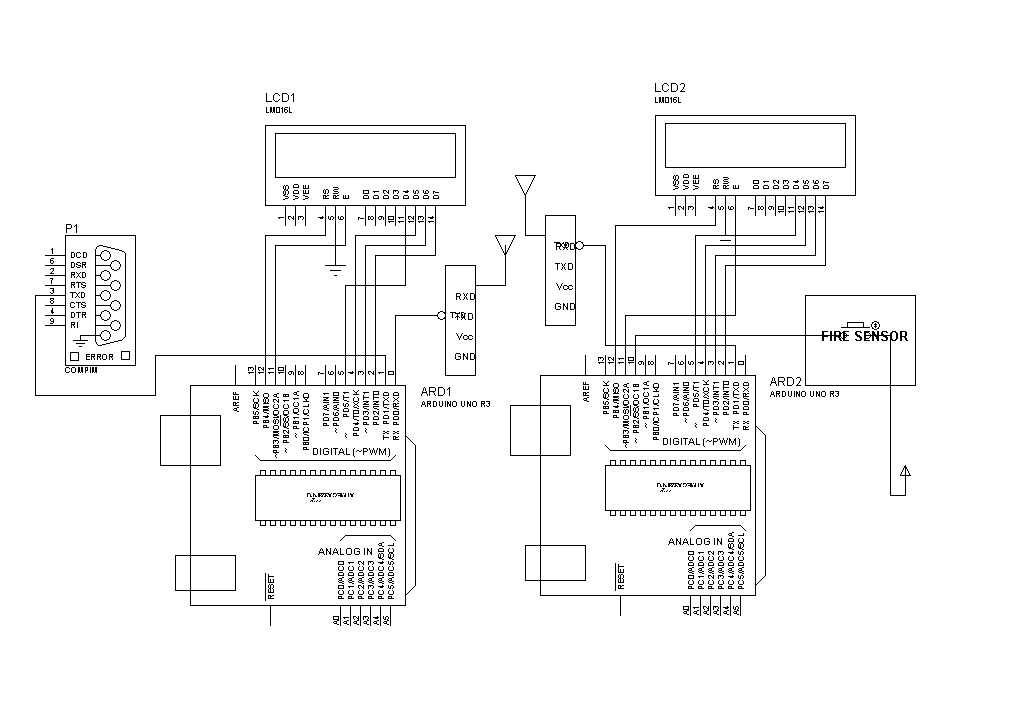 LCD1
LM016L
VSS VDD VEE RS RW E D0 D1 D2 D3 D4 D5 D6 D7
1 2 3 4 5 6 7 8 9 10 11 12 13 14
LCD2
LM016L
VSS VDD VEE RS RW E D0 D1 D2 D3 D4 D5 D6 D7
1 2 3 4 5 6 7 8 9 10 11 12 13 14
P1
1 DCD
6 DSR
2 RXD
7 RTS
3 TXD
8 CTS
4 DTR
9 RI
ERROR
COMPIM
RXD
TXD
Vcc
GND
RXD
TXD
Vcc
GND
FIRE SENSOR
13 12 11 10 9 8 7 6 5 4 3 2 1 0
AREF
PB5/SCK
PB4/MISO
~PB3/MOSI/OC2A
~PB2/SS/OC1B
~PB1/OC1A
PB0/ICP1/CLKO
PD7/AIN1
~PD6/AIN0
~PD5/T1
PD4/T0/XCK
~PD3/INT1
PD2/INT0
TX PD1/TXD
RX PD0/RXD
DIGITAL (~PWM)
ANALOG IN
RESET
PC0/ADC0
PC1/ADC1
PC2/ADC2
PC3/ADC3
PC4/ADC4/SDA
PC5/ADC5/SCL
A0 A1 A2 A3 A4 A5
ARD1
ARDUINO UNO R3
13 12 11 10 9 8 7 6 5 4 3 2 1 0
AREF
PB5/SCK
PB4/MISO
~PB3/MOSI/OC2A
~PB2/SS/OC1B
~PB1/OC1A
PB0/ICP1/CLKO
PD7/AIN1
~PD6/AIN0
~PD5/T1
PD4/T0/XCK
~PD3/INT1
PD2/INT0
TX PD1/TXD
RX PD0/RXD
DIGITAL (~PWM)
ANALOG IN
RESET
PC0/ADC0
PC1/ADC1
PC2/ADC2
PC3/ADC3
PC4/ADC4/SDA
PC5/ADC5/SCL
A0 A1 A2 A3 A4 A5
ARD2
ARDUINO UNO R3